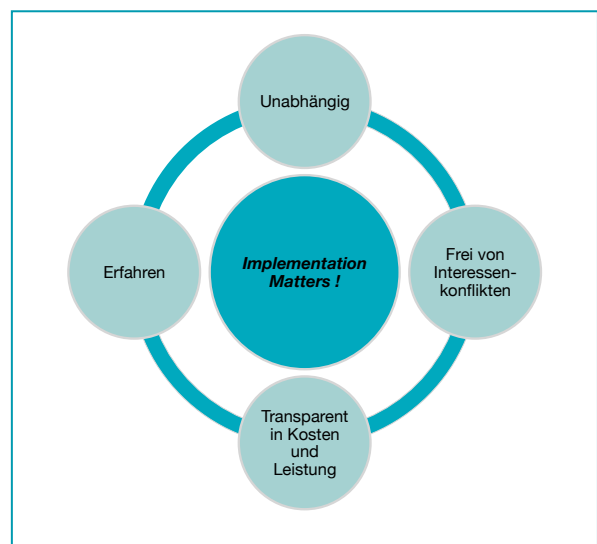 Unabhängig
Erfahren
Implementation
Matters !
Frei von
Interessen-
konflikten
Transparent
in Kosten
und
Leistung